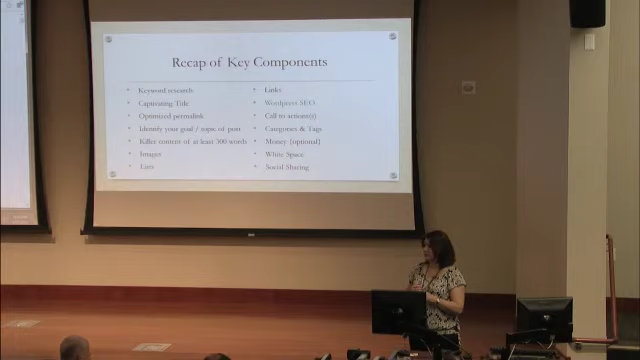 Recap of Key Components
• Keyword research
• Captivating Title
• Optimized permalink
• Identify your goal / topic of post
• Killer content of at least 300 words
• Images
• Lists
• Links
• Wordpress SEO
• Call to actions(s)
• Categories & Tags
• Money {optional}
• White Space
• Social Sharing